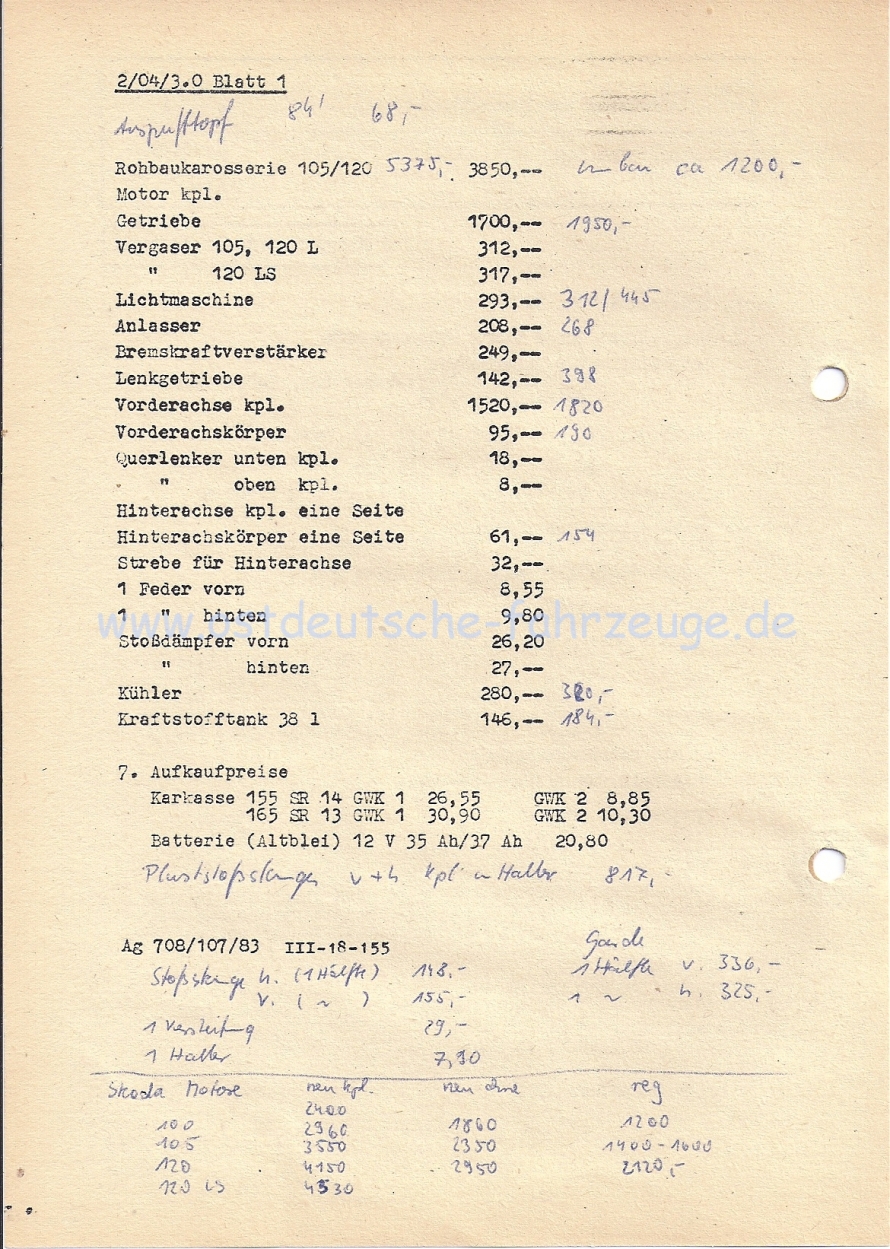 2/04/3.0 Blatt 1
Auspufftopf 84' 68,-
Rohbaukarosserie 105/120 5375,- 3850,-- Umbau ca 1200,-
Motor kpl.
Getriebe 1700,-- 1950,-
Vergaser 105, 120 L 312,--
" 120 LS 317,--
Lichtmaschine 293,-- 312/445
Anlasser 208,-- 268
Bremskraftverstärker 249,--
Lenkgetriebe 142,-- 398
Vorderachse kpl. 1520,-- 1820
Vorderachskörper 95,-- 190
Querlenker unten kpl. 18,--
" oben kpl. 8,--
Hinterachse kpl. eine Seite
Hinterachskörper eine Seite 61,-- 154
Strebe für Hinterachse 32,--
1 Feder vorn 8,55
1 " hinten 9,80
www.ostdeutsche-fahrzeuge.de
Stoßdämpfer vorn 26,20
" hinten 27,--
Kühler 280,-- 320,-
Kraftstofftank 38 l 146,-- 184,-
7. Aufkaufpreise
Karkasse 155 SR 14 GWK 1 26,55 GWK 2 8,85
165 SR 13 GWK 1 30,90 GWK 2 10,30
Batterie (Altblei) 12 V 35 Ah/37 Ah 20,80
Plaststoßstangen v + h kpl u Halter 817,-
Ag 708/107/83 III-18-155 Garde
Stoßstange h. (1 Hälfte) 148,- 1 Hälfte v. 336,-
V. ( ~ ) 155,- 1 ~ h. 325,-
1 29,-
1 Halter 7,90
Skoda Motore neu kpl. neu ohne reg
2400
100 2960 1860 1200
105 3550 2350 1400-1600
120 4150 2950 2120,-
120 LS 4530